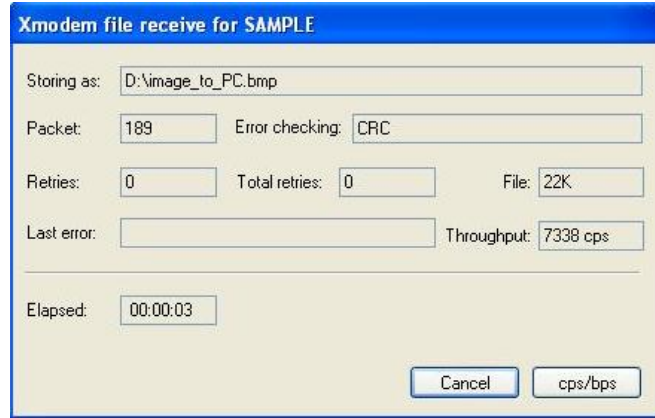 Xmodem file receive for SAMPLE
Storing as: D:\image_to_PC.bmp
Packet: 189 Error checking: CRC
Retries: 0 Total retries: 0 File: 22K
Last error: Throughput: 7338 cps
Elapsed: 00:00:03
Cancel cps/bps